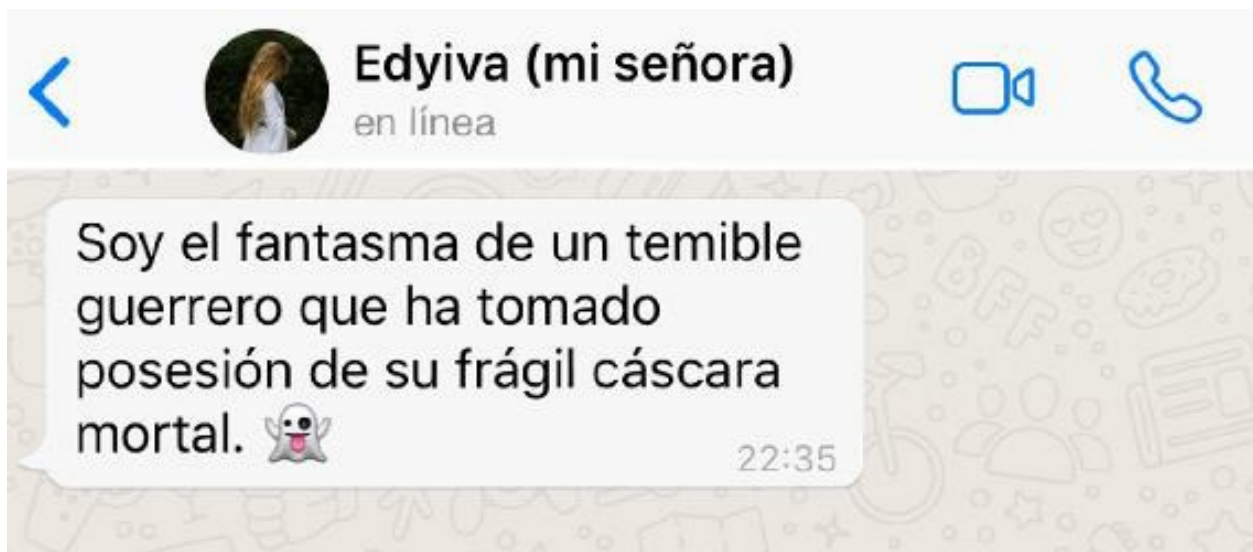 Edyiva (mi señora)
en línea
Soy el fantasma de un temible
guerrero que ha tomado
posesión de su frágil cáscara
mortal. 👻
22:35
BFF